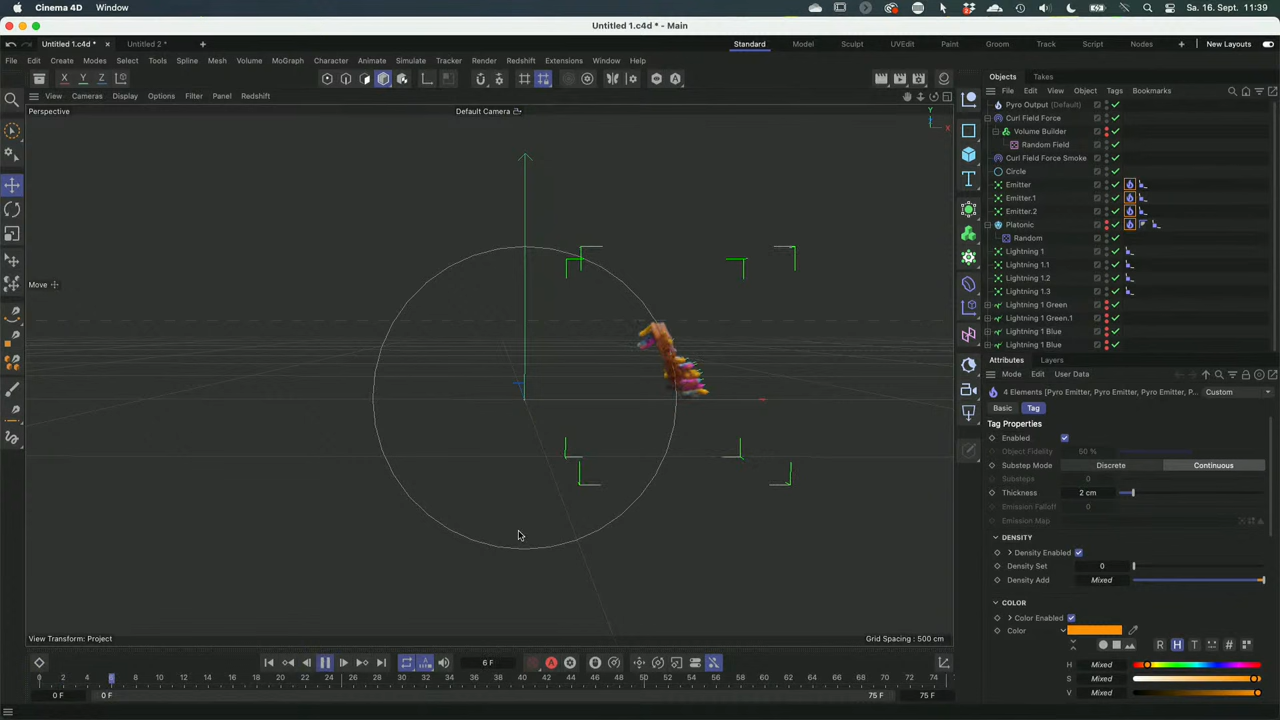 Cinema 4D Window Sa. 16. Sept. 11:39
Untitled 1.c4d * - Main
Untitled 1.c4d * Untitled 2 * Standard Model Sculpt UVEdit Paint Groom Track Script Nodes New Layouts
File Edit Create Modes Select Tools Spline Mesh Volume MoGraph Character Animate Simulate Tracker Render Redshift Extensions Window Help
X Y Z
View Cameras Display Options Filter Panel Redshift
Perspective Default Camera
Y
X
Move
View Transform: Project Grid Spacing : 500 cm
6 F
0 2 4 6 F 8 10 12 14 16 18 20 22 24 26 28 30 32 34 36 38 40 42 44 46 48 50 52 54 56 58 60 62 64 66 68 70 72 74
0 F 0 F 75 F 75 F
Objects Takes
File Edit View Object Tags Bookmarks
Pyro Output (Default)
Curl Field Force
Volume Builder
Random Field
Curl Field Force Smoke
Circle
Emitter
Emitter.1
Emitter.2
Platonic
Random
Lightning 1
Lightning 1.1
Lightning 1.2
Lightning 1.3
Lightning 1 Green
Lightning 1 Green.1
Lightning 1 Blue
Lightning 1 Blue
Attributes Layers
Mode Edit User Data
4 Elements [Pyro Emitter, Pyro Emitter, Pyro Emitter, P... Custom
Basic Tag
Tag Properties
Enabled
Object Fidelity 50 %
Substep Mode Discrete Continuous
Substeps 0
Thickness 2 cm
Emission Falloff 0
Emission Map
DENSITY
Density Enabled
Density Set 0
Density Add Mixed
COLOR
Color Enabled
Color
R H T #
H Mixed
S Mixed
V Mixed